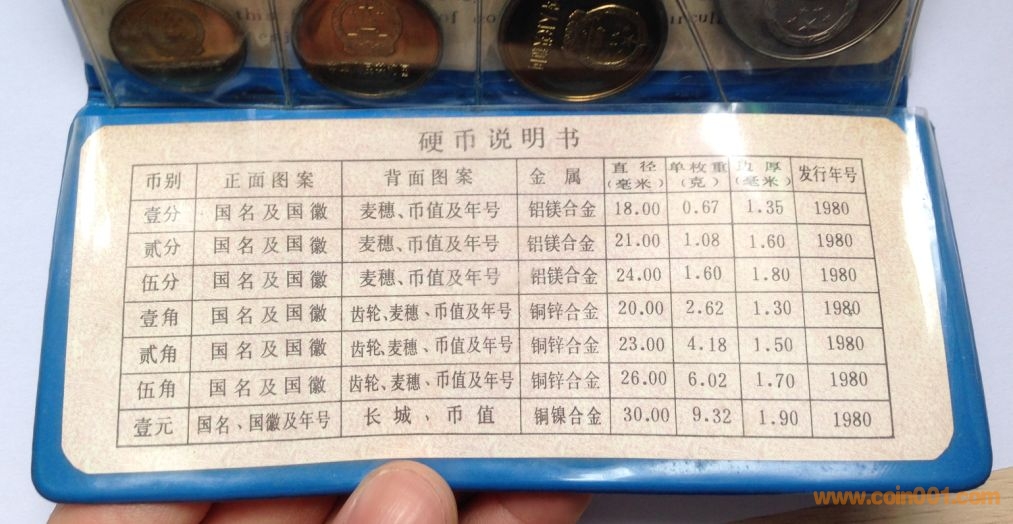 硬币说明书
币别 正面图案 背面图案 金属 直径(毫米) 单枚重(克) 边厚(毫米) 发行年号
壹分 国名及国徽 麦穗、币值及年号 铝镁合金 18.00 0.67 1.35 1980
贰分 国名及国徽 麦穗、币值及年号 铝镁合金 21.00 1.08 1.60 1980
伍分 国名及国徽 麦穗、币值及年号 铝镁合金 24.00 1.60 1.80 1980
壹角 国名及国徽 齿轮、麦穗、币值及年号 铜锌合金 20.00 2.62 1.30 1980
贰角 国名及国徽 齿轮、麦穗、币值及年号 铜锌合金 23.00 4.18 1.50 1980
伍角 国名及国徽 齿轮、麦穗、币值及年号 铜锌合金 26.00 6.02 1.70 1980
壹元 国名、国徽及年号 长城、币值 铜镍合金 30.00 9.32 1.90 1980
www.coin001.com